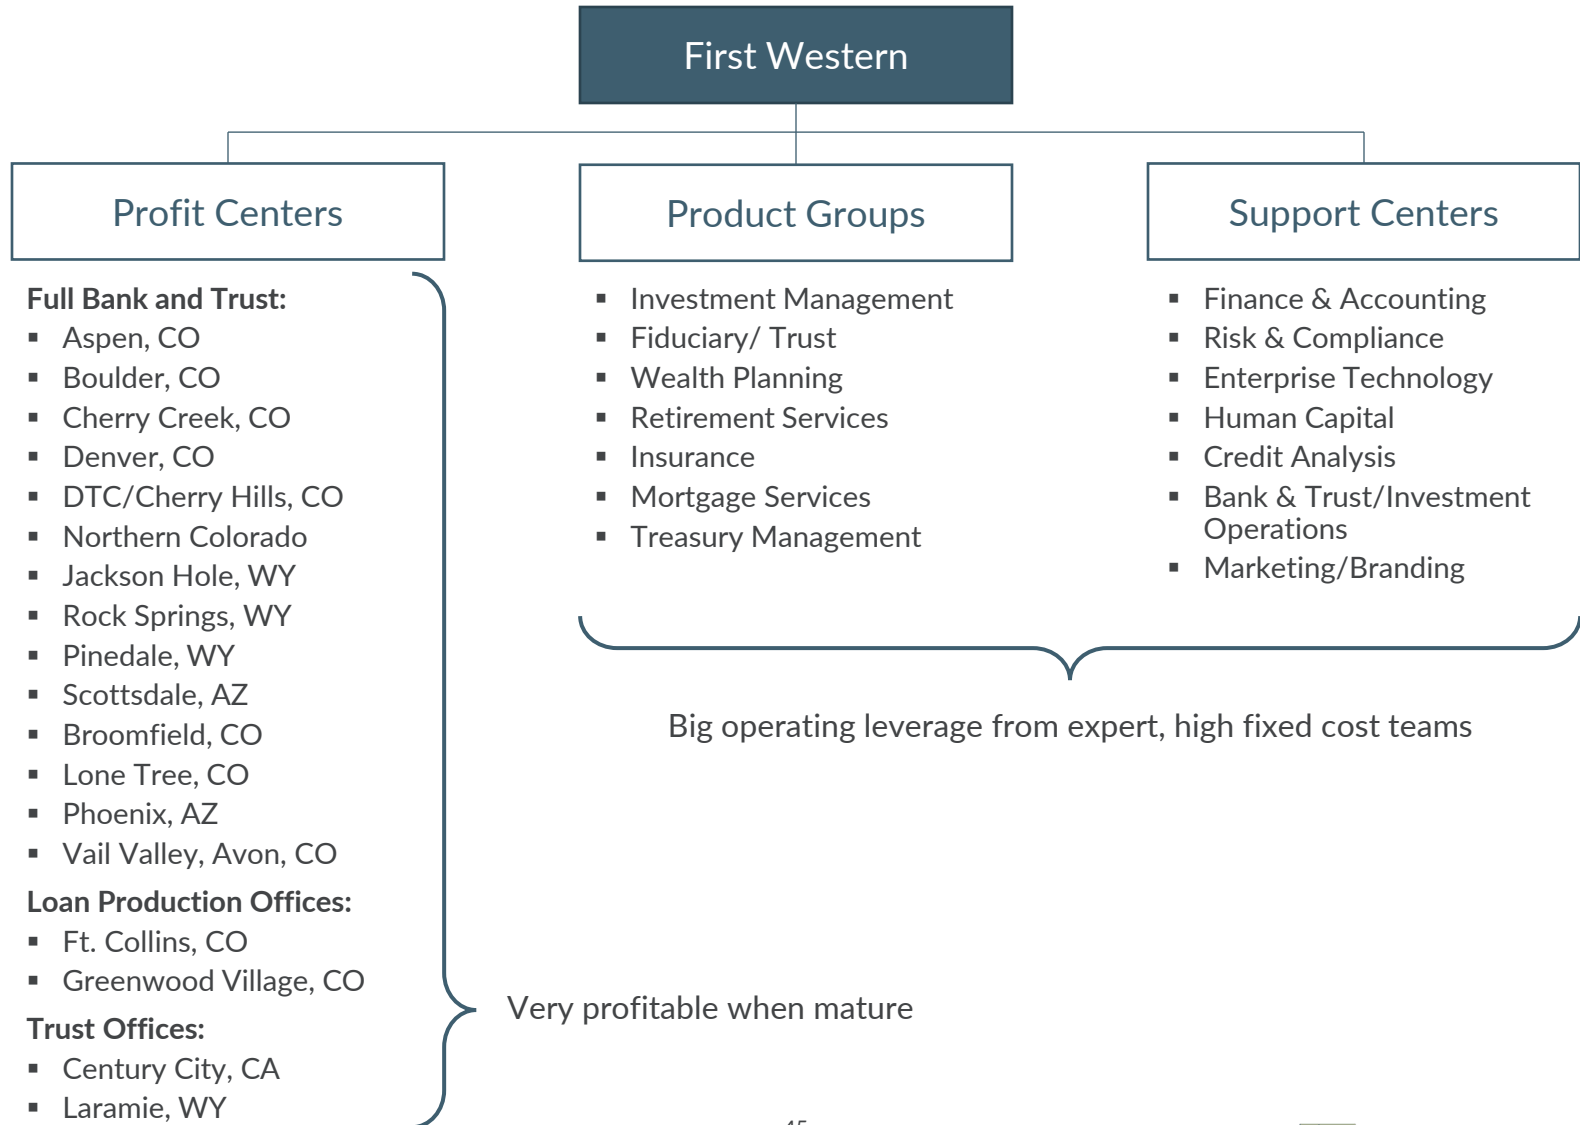 First Western
Profit Centers
Full Bank and Trust:
▪ Aspen, CO
▪ Boulder, CO
▪ Cherry Creek, CO
▪ Denver, CO
▪ DTC/Cherry Hills, CO
▪ Northern Colorado
▪ Jackson Hole, WY
▪ Rock Springs, WY
▪ Pinedale, WY
▪ Scottsdale, AZ
▪ Broomfield, CO
▪ Lone Tree, CO
▪ Phoenix, AZ
▪ Vail Valley, Avon, CO
Loan Production Offices:
▪ Ft. Collins, CO
▪ Greenwood Village, CO
Trust Offices:
▪ Century City, CA
▪ Laramie, WY
Very profitable when mature
Product Groups
▪ Investment Management
▪ Fiduciary/ Trust
▪ Wealth Planning
▪ Retirement Services
▪ Insurance
▪ Mortgage Services
▪ Treasury Management
Support Centers
▪ Finance & Accounting
▪ Risk & Compliance
▪ Enterprise Technology
▪ Human Capital
▪ Credit Analysis
▪ Bank & Trust/Investment
Operations
▪ Marketing/Branding
Big operating leverage from expert, high fixed cost teams